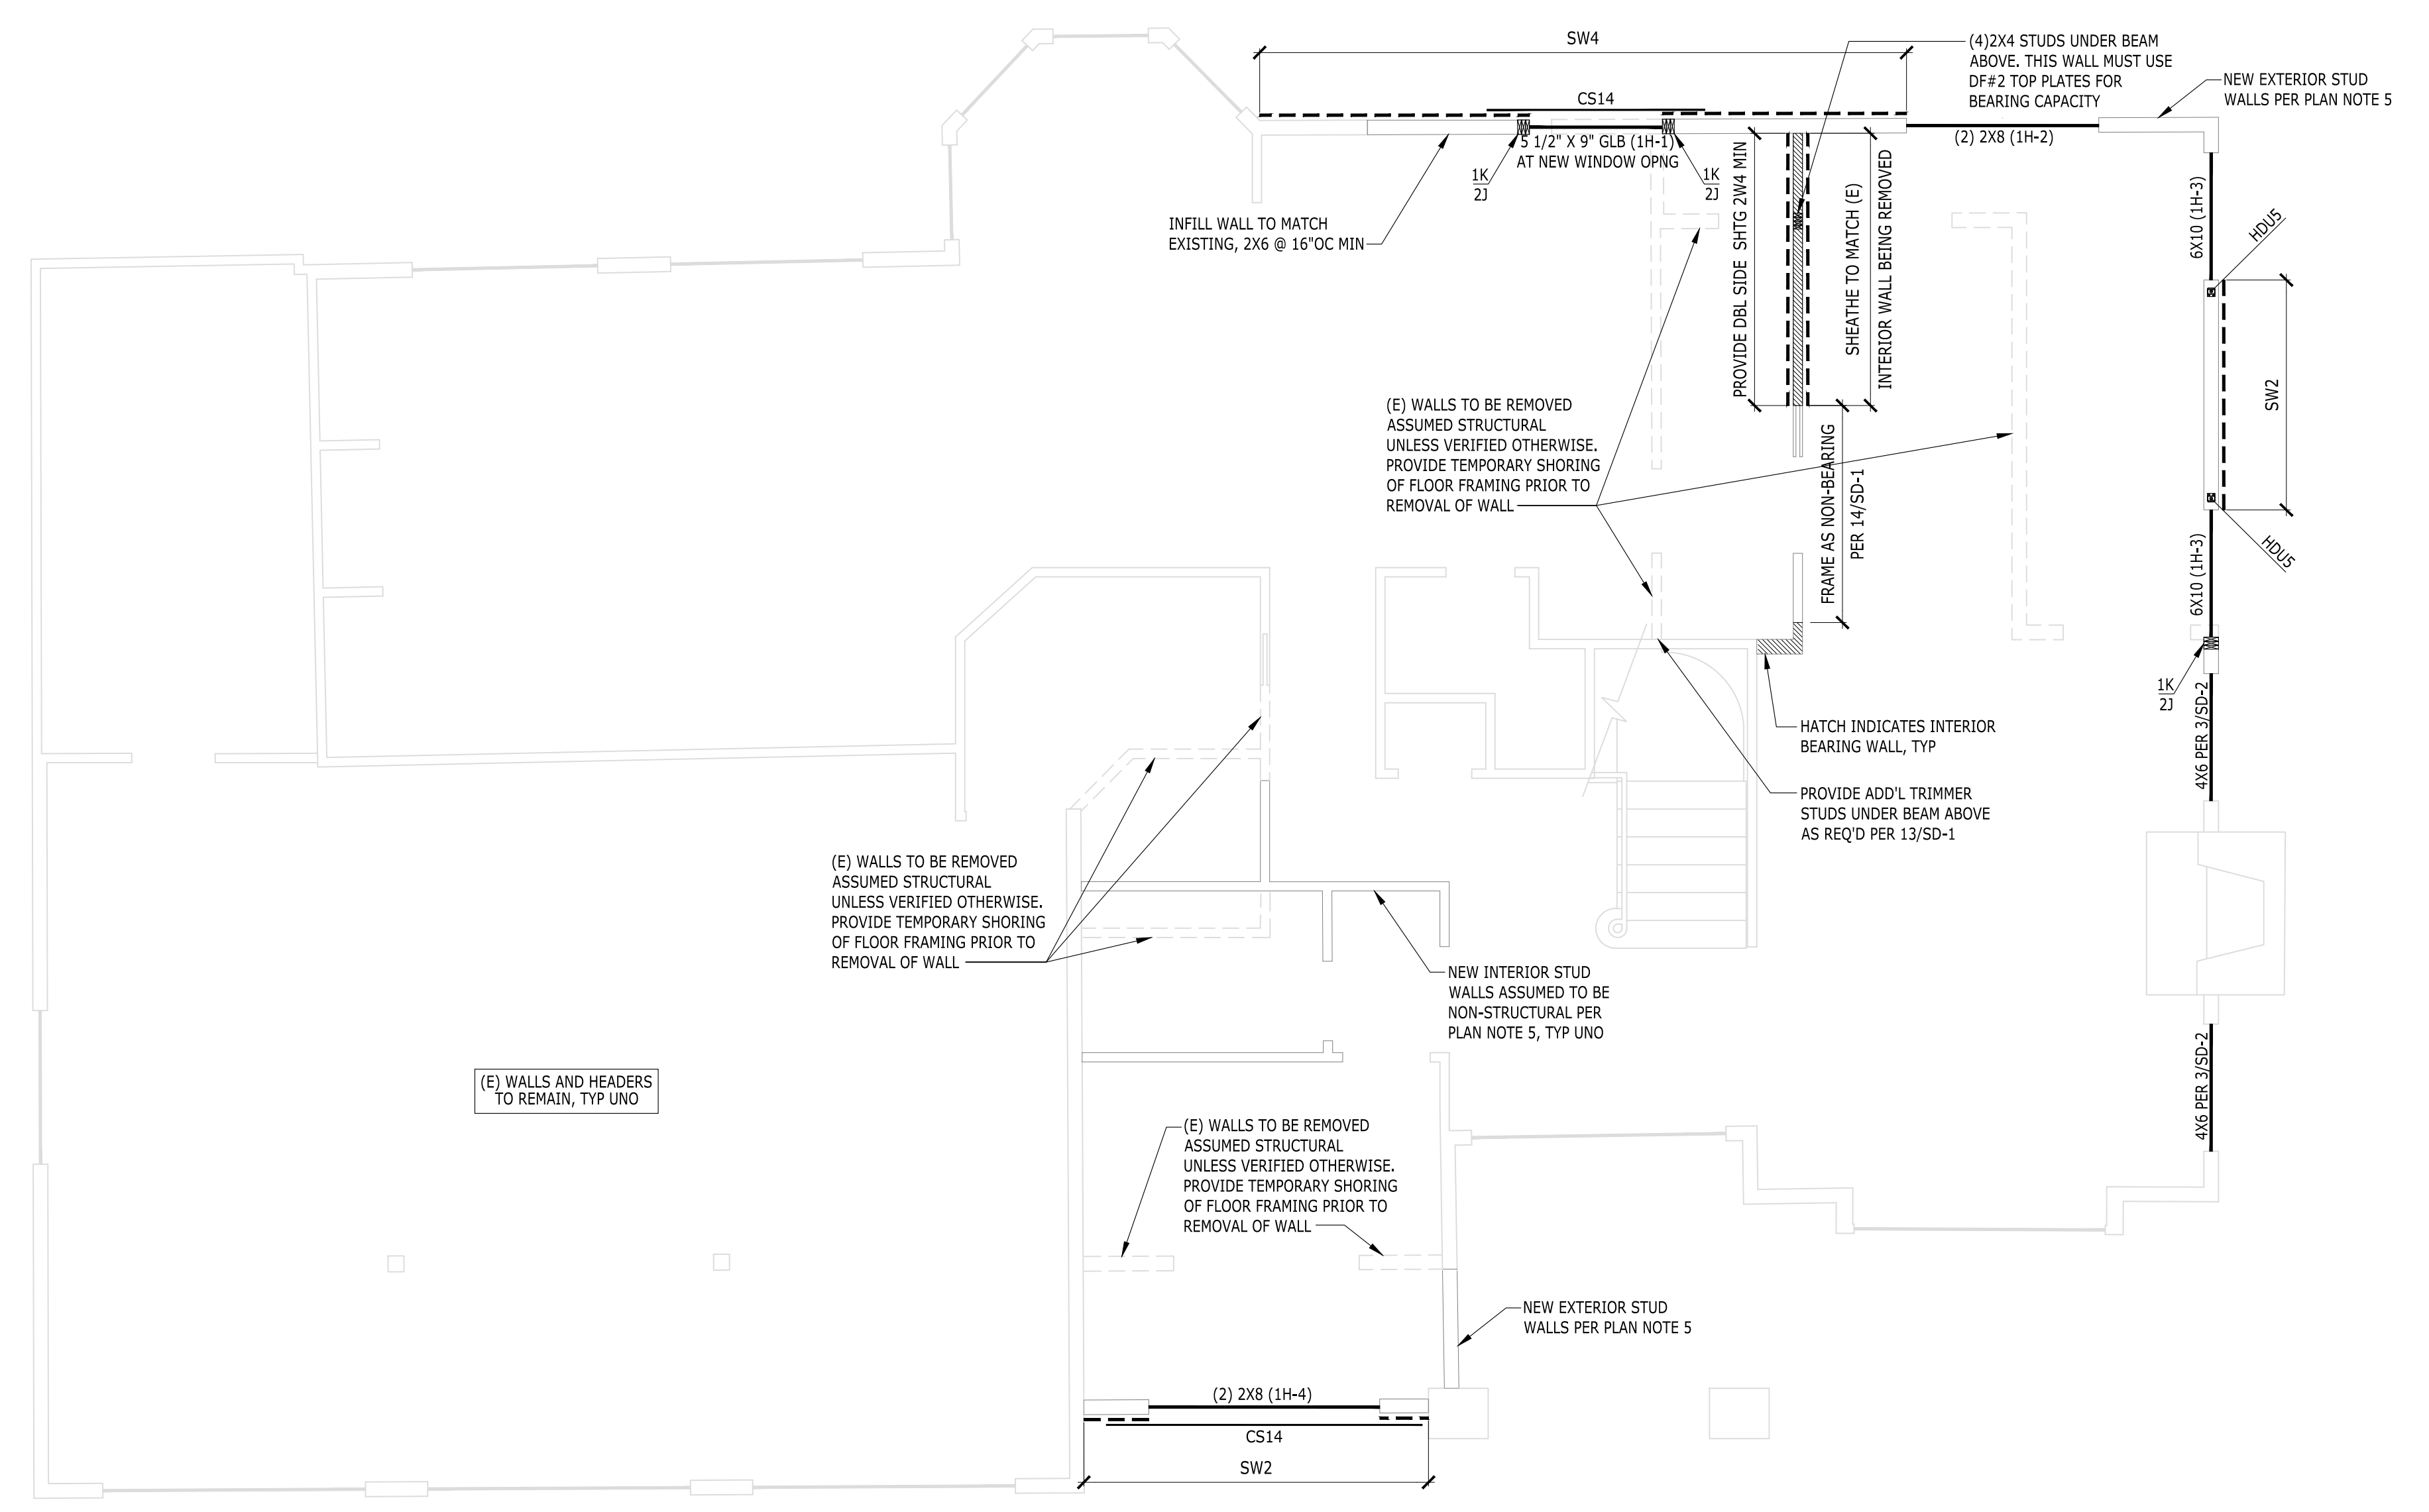 SW4
CS14
(4)2X4 STUDS UNDER BEAM
ABOVE. THIS WALL MUST USE
DF#2 TOP PLATES FOR
BEARING CAPACITY
NEW EXTERIOR STUD
WALLS PER PLAN NOTE 5
5 1/2" X 9" GLB (1H-1)
AT NEW WINDOW OPNG
(2) 2X8 (1H-2)
1K
2J
1K
2J
INFILL WALL TO MATCH
EXISTING, 2X6 @ 16"OC MIN
PROVIDE DBL SIDE SHTG 2W4 MIN
SHEATHE TO MATCH (E)
INTERIOR WALL BEING REMOVED
6X10 (1H-3)
HDU5
SW2
HDU5
6X10 (1H-3)
(E) WALLS TO BE REMOVED
ASSUMED STRUCTURAL
UNLESS VERIFIED OTHERWISE.
PROVIDE TEMPORARY SHORING
OF FLOOR FRAMING PRIOR TO
REMOVAL OF WALL
FRAME AS NON-BEARING
PER 14/SD-1
1K
2J
4X6 PER 3/SD-2
HATCH INDICATES INTERIOR
BEARING WALL, TYP
PROVIDE ADD'L TRIMMER
STUDS UNDER BEAM ABOVE
AS REQ'D PER 13/SD-1
(E) WALLS TO BE REMOVED
ASSUMED STRUCTURAL
UNLESS VERIFIED OTHERWISE.
PROVIDE TEMPORARY SHORING
OF FLOOR FRAMING PRIOR TO
REMOVAL OF WALL
NEW INTERIOR STUD
WALLS ASSUMED TO BE
NON-STRUCTURAL PER
PLAN NOTE 5, TYP UNO
4X6 PER 3/SD-2
(E) WALLS AND HEADERS
TO REMAIN, TYP UNO
(E) WALLS TO BE REMOVED
ASSUMED STRUCTURAL
UNLESS VERIFIED OTHERWISE.
PROVIDE TEMPORARY SHORING
OF FLOOR FRAMING PRIOR TO
REMOVAL OF WALL
NEW EXTERIOR STUD
WALLS PER PLAN NOTE 5
(2) 2X8 (1H-4)
CS14
SW2